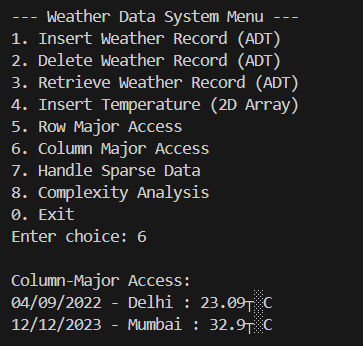 --- Weather Data System Menu ---
1. Insert Weather Record (ADT)
2. Delete Weather Record (ADT)
3. Retrieve Weather Record (ADT)
4. Insert Temperature (2D Array)
5. Row Major Access
6. Column Major Access
7. Handle Sparse Data
8. Complexity Analysis
0. Exit
Enter choice: 6

Column-Major Access:
04/09/2022 - Delhi : 23.09┬░C
12/12/2023 - Mumbai : 32.9┬░C